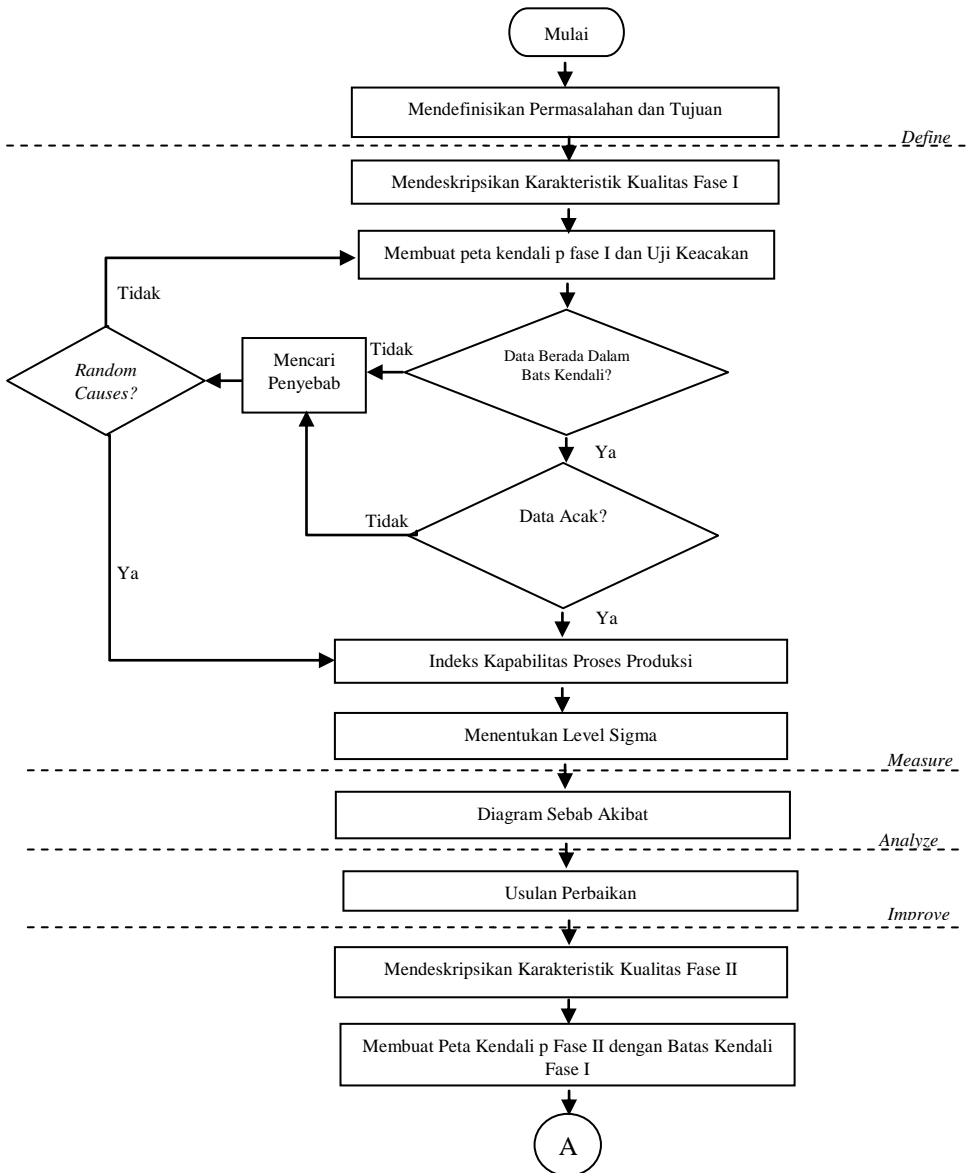 Mulai
Mendefinisikan Permasalahan dan Tujuan
Define
Mendeskripsikan Karakteristik Kualitas Fase I
Membuat peta kendali p fase I dan Uji Keacakan
Tidak
Random
Causes?
Mencari
Penyebab
Tidak
Data Berada Dalam
Bats Kendali?
Ya
Tidak
Data Acak?
Ya
Ya
Indeks Kapabilitas Proses Produksi
Menentukan Level Sigma
Measure
Diagram Sebab Akibat
Analyze
Usulan Perbaikan
Improve
Mendeskripsikan Karakteristik Kualitas Fase II
Membuat Peta Kendali p Fase II dengan Batas Kendali
Fase I
A